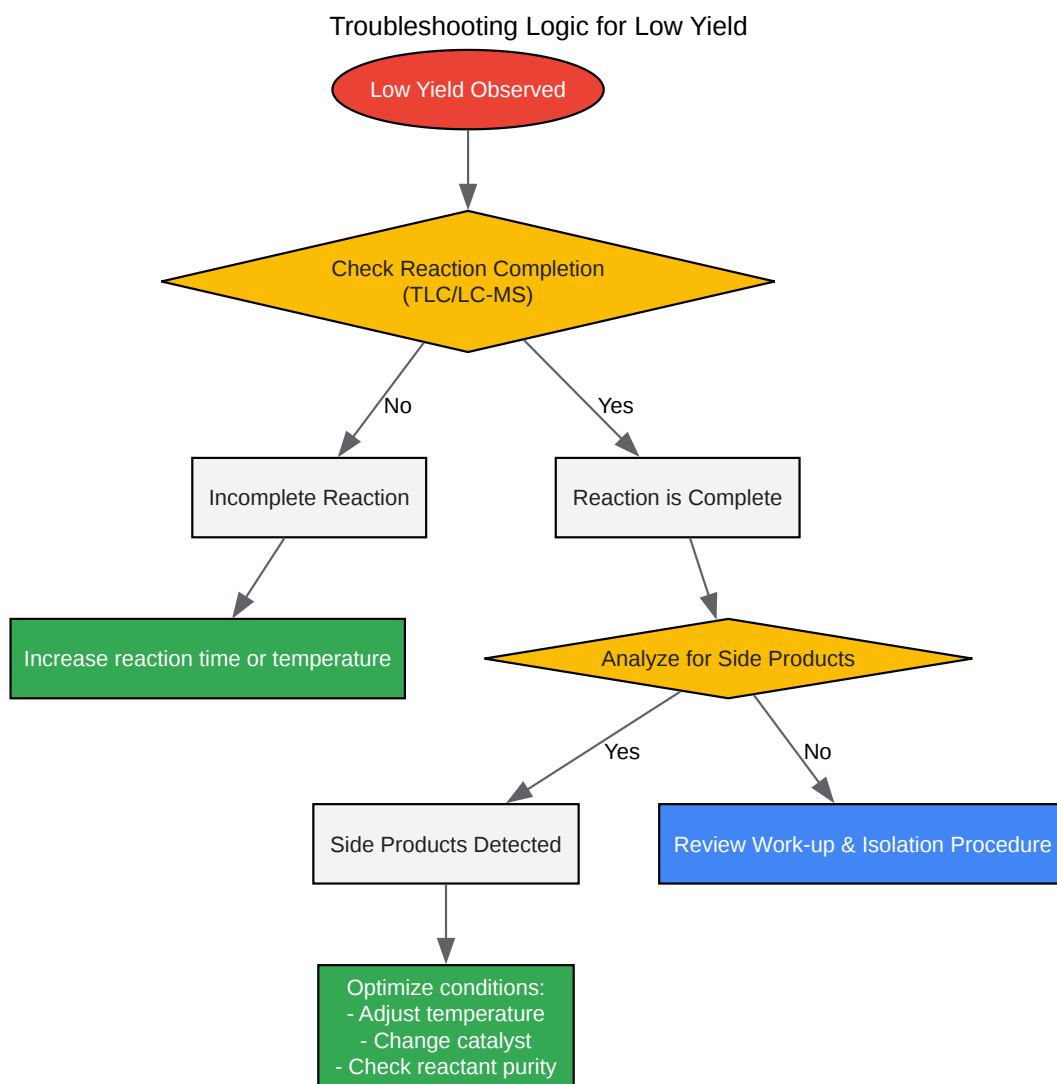 Troubleshooting Logic for Low Yield
Low Yield Observed
Check Reaction Completion
(TLC/LC-MS)
No
Yes
Incomplete Reaction
Reaction is Complete
Increase reaction time or temperature
Analyze for Side Products
Yes
No
Side Products Detected
Review Work-up & Isolation Procedure
Optimize conditions:
- Adjust temperature
- Change catalyst
- Check reactant purity